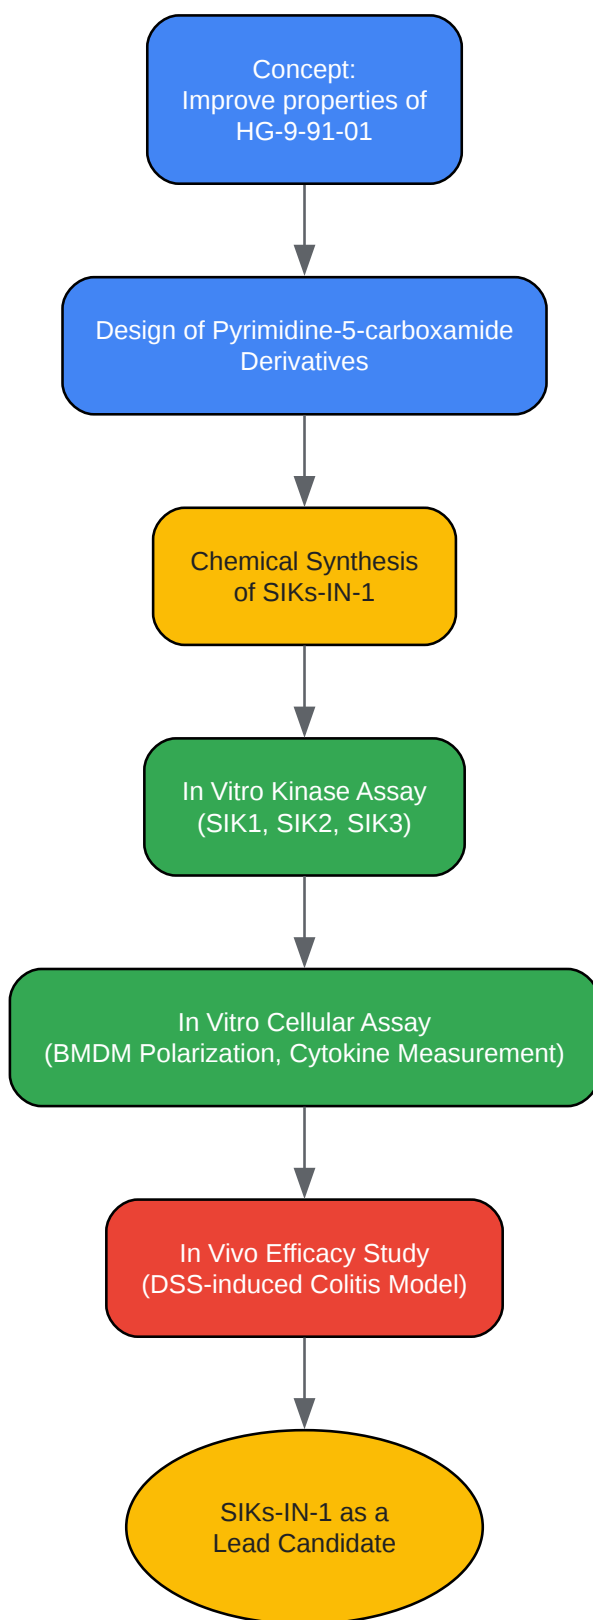 Concept:
Improve properties of
HG-9-91-01
Design of Pyrimidine-5-carboxamide
Derivatives
Chemical Synthesis
of SIKs-IN-1
In Vitro Kinase Assay
(SIK1, SIK2, SIK3)
In Vitro Cellular Assay
(BMDM Polarization, Cytokine Measurement)
In Vivo Efficacy Study
(DSS-induced Colitis Model)
SIKs-IN-1 as a
Lead Candidate